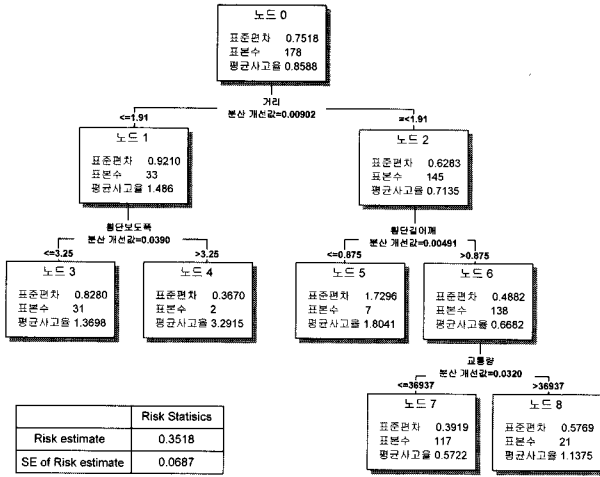 노드 0
표준편차 0.7518
표본수 178
평균사고율 0.8588
거리
분산 개선값=0.00902
<=1.91
=<1.91
노드 1
표준편차 0.9210
표본수 33
평균사고율 1.486
노드 2
표준편차 0.6283
표본수 145
평균사고율 0.7135
횡단보도폭
분산 개선값=0.0390
<=3.25
>3.25
횡단길어깨
분산 개선값=0.00491
<=0.875
>0.875
노드 3
표준편차 0.8280
표본수 31
평균사고율 1.3698
노드 4
표준편차 0.3670
표본수 2
평균사고율 3.2915
노드 5
표준편차 1.7296
표본수 7
평균사고율 1.8041
노드 6
표준편차 0.4882
표본수 138
평균사고율 0.6682
교통량
분산 개선값=0.0320
<=36937
>36937
노드 7
표준편차 0.3919
표본수 117
평균사고율 0.5722
노드 8
표준편차 0.5769
표본수 21
평균사고율 1.1375
Risk Statisics
Risk estimate 0.3518
SE of Risk estimate 0.0687